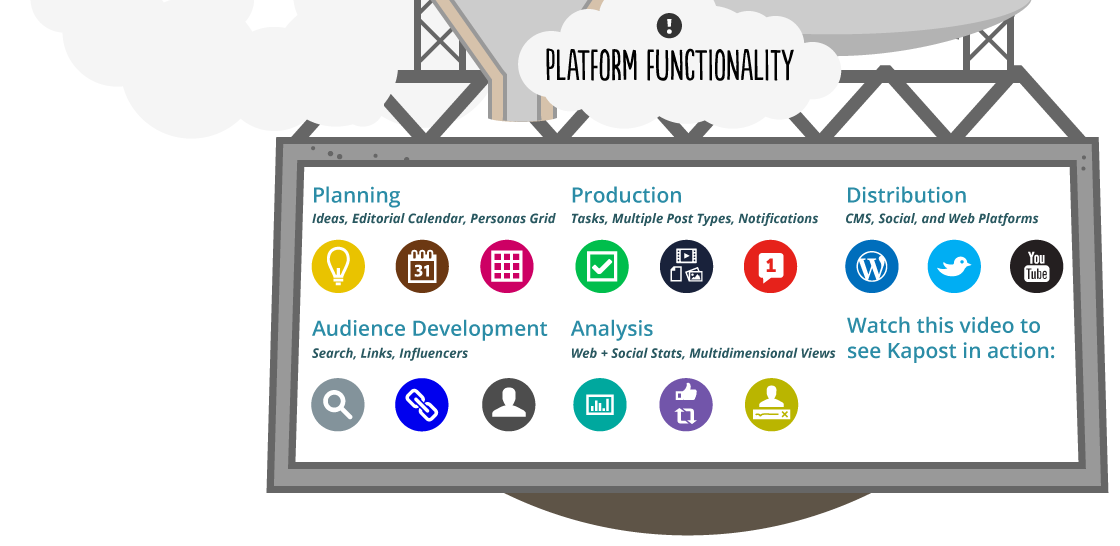 !
PLATFORM FUNCTIONALITY
Planning
Ideas, Editorial Calendar, Personas Grid
31
Production
Tasks, Multiple Post Types, Notifications
1
Distribution
CMS, Social, and Web Platforms
W
You
Tube
Audience Development
Search, Links, Influencers
Analysis
Web + Social Stats, Multidimensional Views
Watch this video to
see Kapost in action: